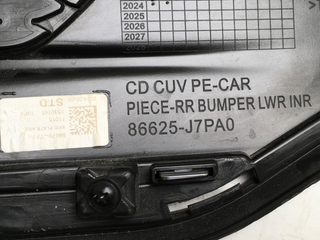 2024
2025
2026
2027
CD CUV PE-CAR
PIECE-RR BUMPER LWR INR
86625-J7PA0
STD